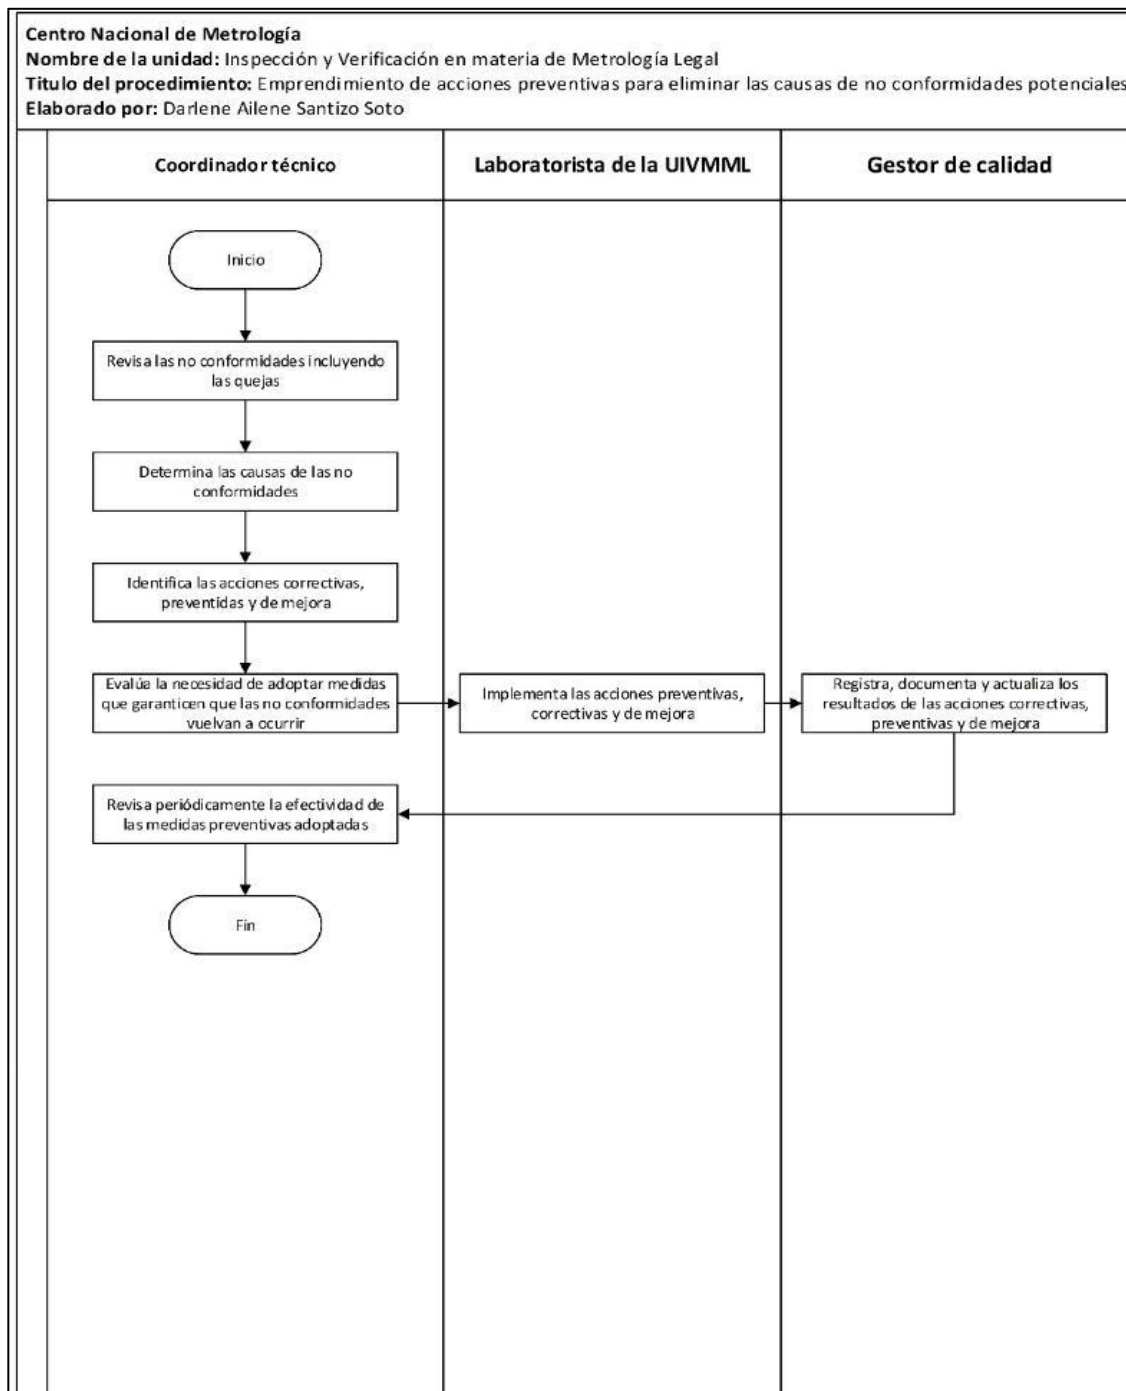 Centro Nacional de Metrología
Nombre de la unidad: Inspección y Verificación en materia de Metrología Legal
Titulo del procedimiento: Emprendimiento de acciones preventivas para eliminar las causas de no conformidades potenciales
Elaborado por: Darlene Ailene Santizo Soto
Coordinador técnico
Laboratorista de la UIVMML
Gestor de calidad
Inicio
Revisa las no conformidades incluyendo
las quejas
Determina las causas de las no
conformidades
Identifica las acciones correctivas,
preventidas y de mejora
Evalúa la necesidad de adoptar medidas
que garanticen que las no conformidades
vuelvan a ocurrir
Implementa las acciones preventivas,
correctivas y de mejora
Registra, documenta y actualiza los
resultados de las acciones correctivas,
preventivas y de mejora
Revisa periódicamente la efectividad de
las medidas preventivas adoptadas
Fin